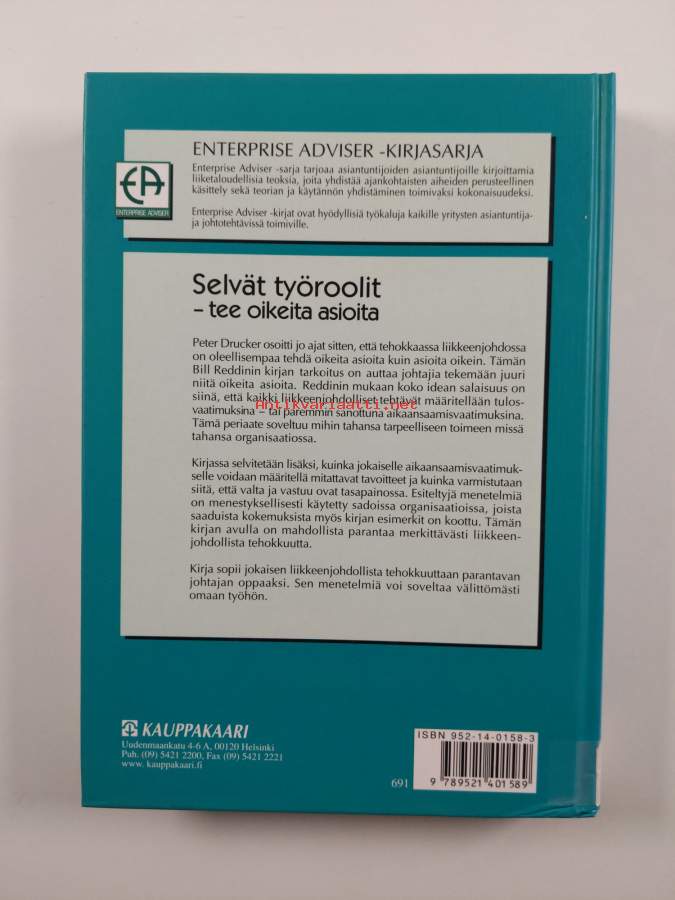 ENTERPRISE ADVISER -KIRJASARJA
Enterprise Adviser -sarja tarjoaa asiantuntijoiden asiantuntijoille kirjoittamia
liiketaloudellisia teoksia, joita yhdistää ajankohtaisten aiheiden perusteellinen
käsittely sekä teorian ja käytännön yhdistäminen toimivaksi kokonaisuudeksi.
Enterprise Adviser -kirjat ovat hyödyllisiä työkaluja kaikille yritysten asiantuntija-
ja johtotehtävissä toimiville.
EA
ENTERPRISE ADVISER
Selvät työroolit
– tee oikeita asioita
Peter Drucker osoitti jo ajat sitten, että tehokkaassa liikkeenjohdossa
on oleellisempaa tehdä oikeita asioita kuin asioita oikein. Tämän
Bill Reddinin kirjan tarkoitus on auttaa johtajia tekemään juuri
niitä oikeita asioita. Reddinin mukaan koko idean salaisuus on
siinä, että kaikki liikkeenjohdolliset tehtävät määritellään tulos-
Antikvariaatti.net
vaatimuksina – tai paremmin sanottuna aikaansaamisvaatimuksina.
Tämä periaate soveltuu mihin tahansa tarpeelliseen toimeen missä
tahansa organisaatiossa.
Kirjassa selvitetään lisäksi, kuinka jokaiselle aikaansaamisvaatimuk-
selle voidaan määritellä mitattavat tavoitteet ja kuinka varmistutaan
siitä, että valta ja vastuu ovat tasapainossa. Esiteltyjä menetelmiä
on menestyksellisesti käytetty sadoissa organisaatioissa, joista
saaduista kokemuksista myös kirjan esimerkit on koottu. Tämän
kirjan avulla on mahdollista parantaa merkittävästi liikkeen-
johdollista tehokkuutta.
Kirja sopii jokaisen liikkeenjohdollista tehokkuuttaan parantavan
johtajan oppaaksi. Sen menetelmiä voi soveltaa välittömästi
omaan työhön.
KAUPPAKAARI
Uudenmaankatu 4-6 A, 00120 Helsinki
Puh. (09) 5421 2200, Fax (09) 5421 2221
www.kauppakaari.fi
691
ISBN 952-14-0158-3
9 789521 401589